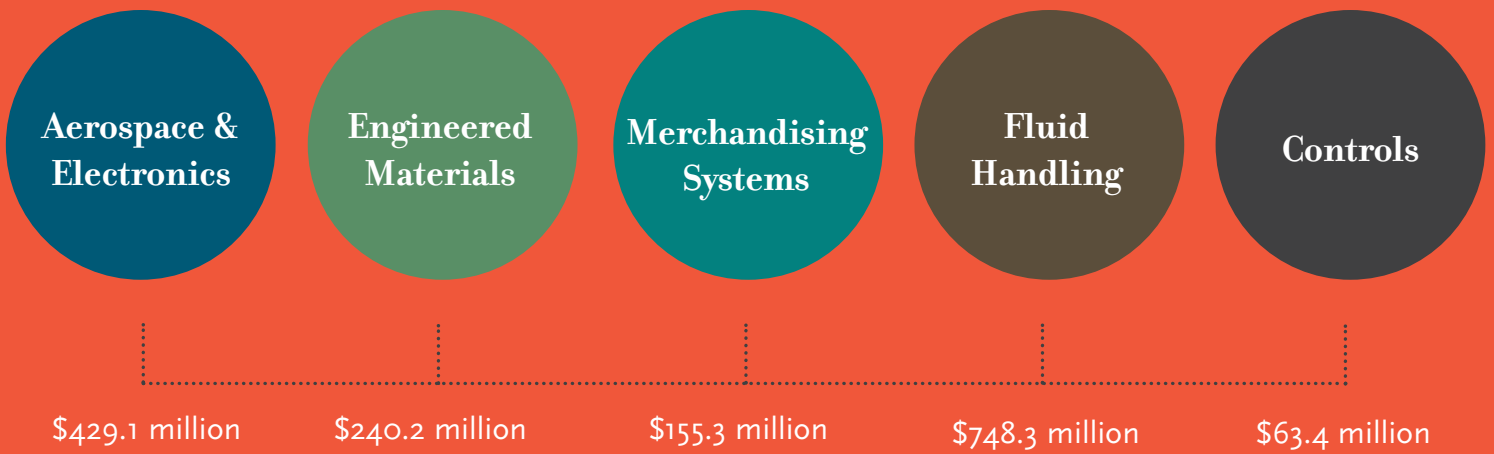 Aerospace &
Electronics
Engineered
Materials
Merchandising
Systems
Fluid
Handling
Controls
$429.1 million
$240.2 million
$155.3 million
$748.3 million
$63.4 million